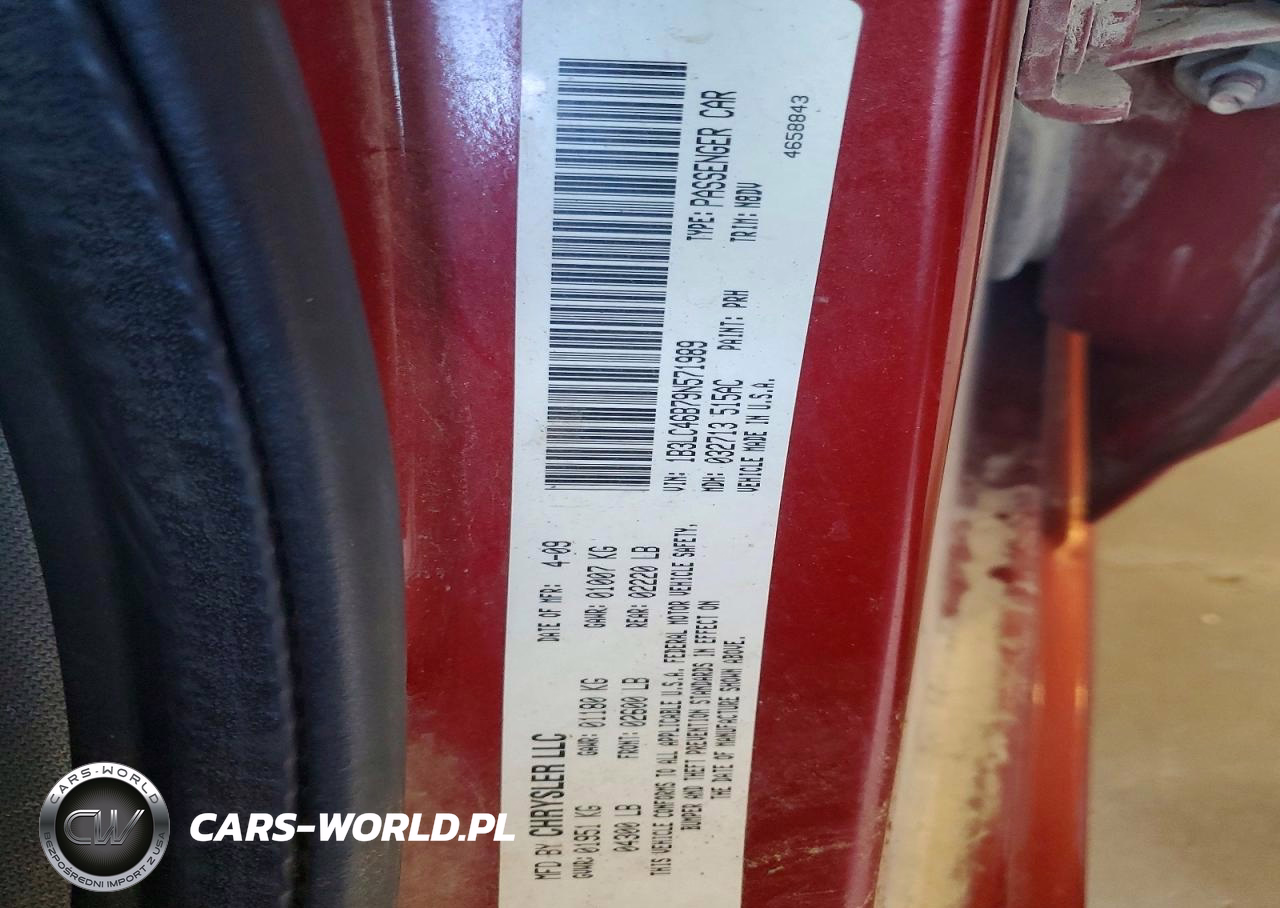 MFD BY CHRYSLER LLC DATE OF MFR: 4-09
GVWR: 01951 KG GAWR: 01180 KG GAWR: 01007 KG
04300 LB FRONT: 02600 LB REAR: 02220 LB
THIS VEHICLE CONFORMS TO ALL APPLICABLE U.S.A. FEDERAL MOTOR VEHICLE SAFETY,
BUMPER AND THEFT PREVENTION STANDARDS IN EFFECT ON
THE DATE OF MANUFACTURE SHOWN ABOVE.
VIN: 1B3LC46B79N571989 TYPE: PASSENGER CAR
MDH: 032713 515AC PAINT: PRH TRIM: N8DV
VEHICLE MADE IN U.S.A.
4658843
CARS-WORLD
CW
BEZPOŚREDNI IMPORT Z USA
CARS-WORLD.PL